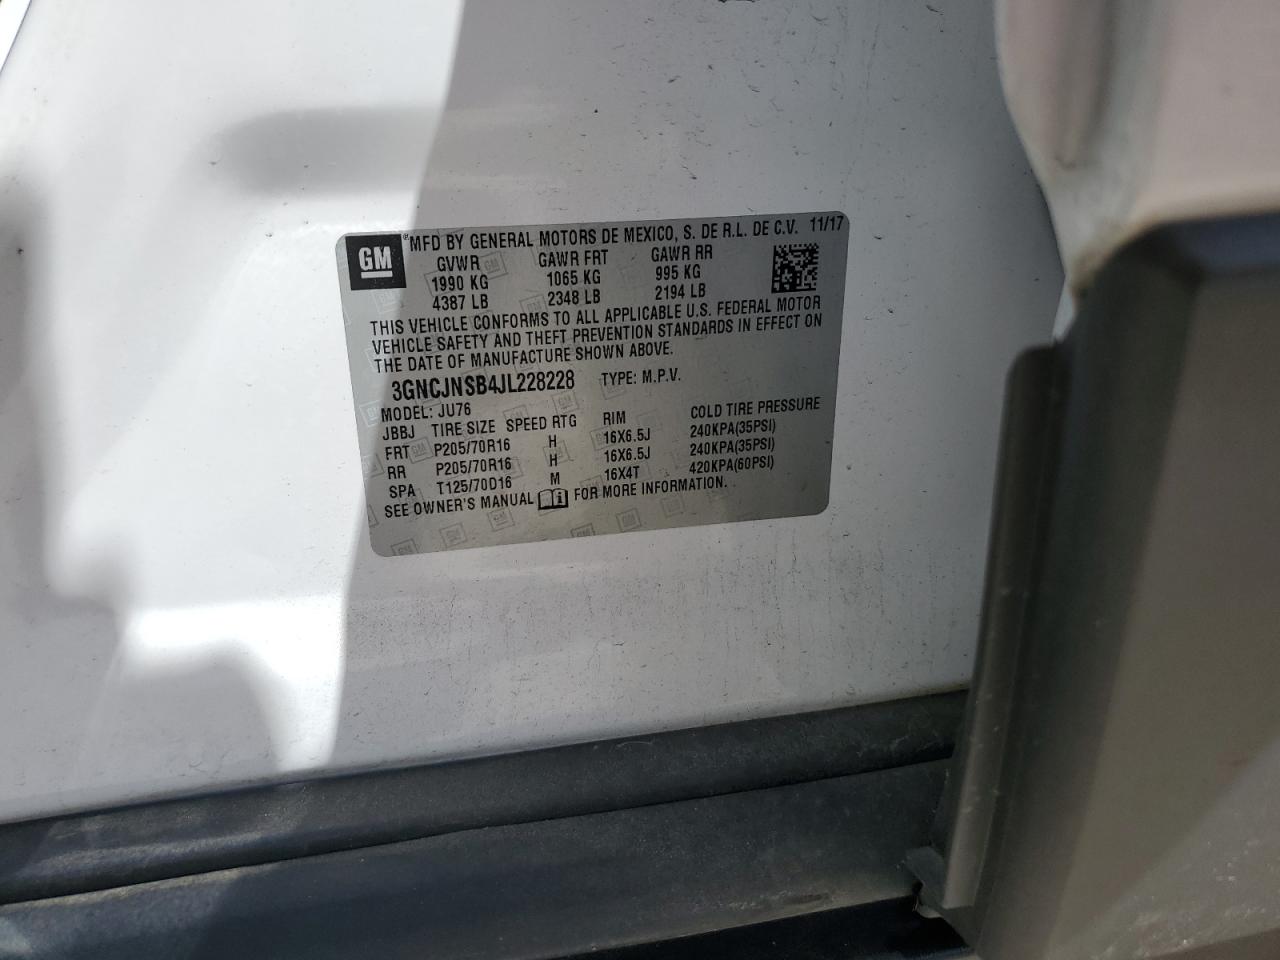 GM ® MFD BY GENERAL MOTORS DE MEXICO, S. DE R.L. DE C.V. 11/17
GVWR GAWR FRT GAWR RR
1990 KG 1065 KG 995 KG
4387 LB 2348 LB 2194 LB
THIS VEHICLE CONFORMS TO ALL APPLICABLE U.S. FEDERAL MOTOR
VEHICLE SAFETY AND THEFT PREVENTION STANDARDS IN EFFECT ON
THE DATE OF MANUFACTURE SHOWN ABOVE.
3GNCJNSB4JL228228 TYPE: M.P.V.
MODEL: JU76
JBBJ TIRE SIZE SPEED RTG RIM COLD TIRE PRESSURE
FRT P205/70R16 H 16X6.5J 240KPA(35PSI)
RR P205/70R16 H 16X6.5J 240KPA(35PSI)
SPA T125/70D16 M 16X4T 420KPA(60PSI)
SEE OWNER'S MANUAL FOR MORE INFORMATION.